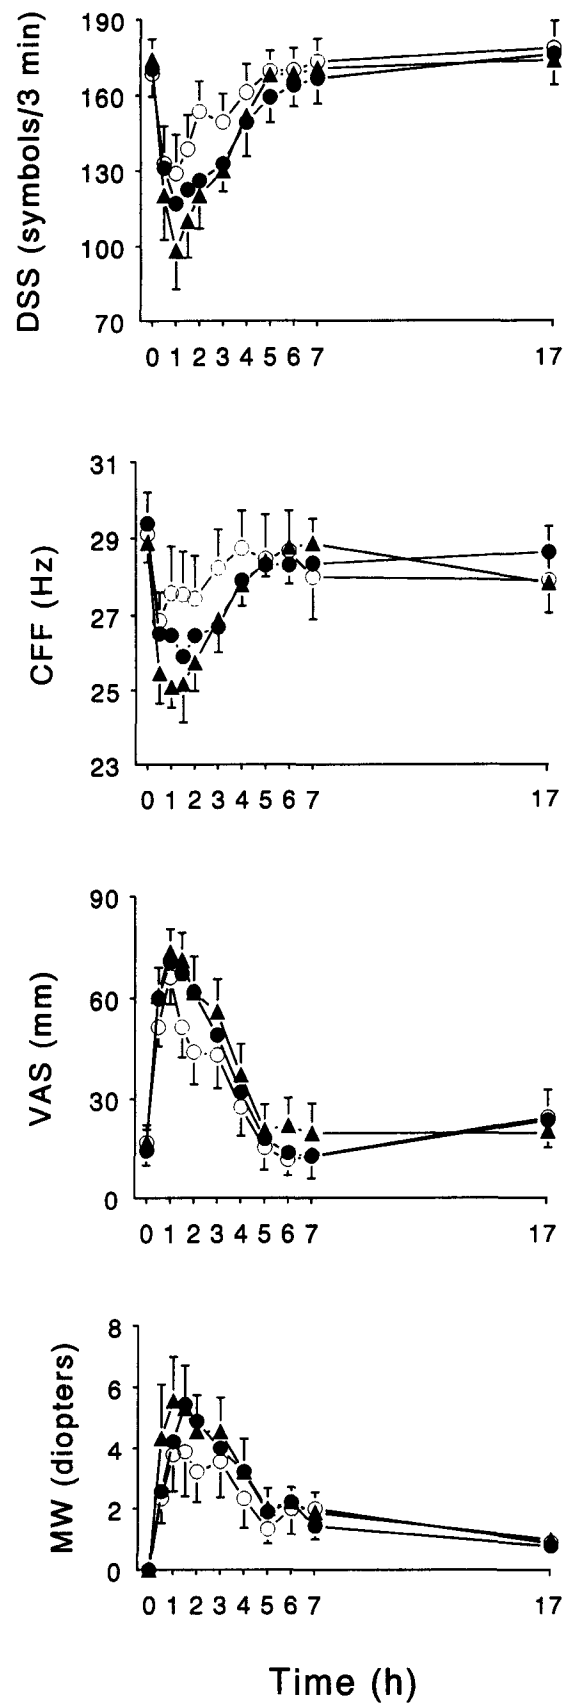 190
160
130
100
70
DSS (symbols/3 min)
0 1 2 3 4 5 6 7 17
31
29
27
25
23
CFF (Hz)
0 1 2 3 4 5 6 7 17
90
60
30
0
VAS (mm)
0 1 2 3 4 5 6 7 17
8
6
4
2
0
MW (diopters)
0 1 2 3 4 5 6 7 17
Time (h)